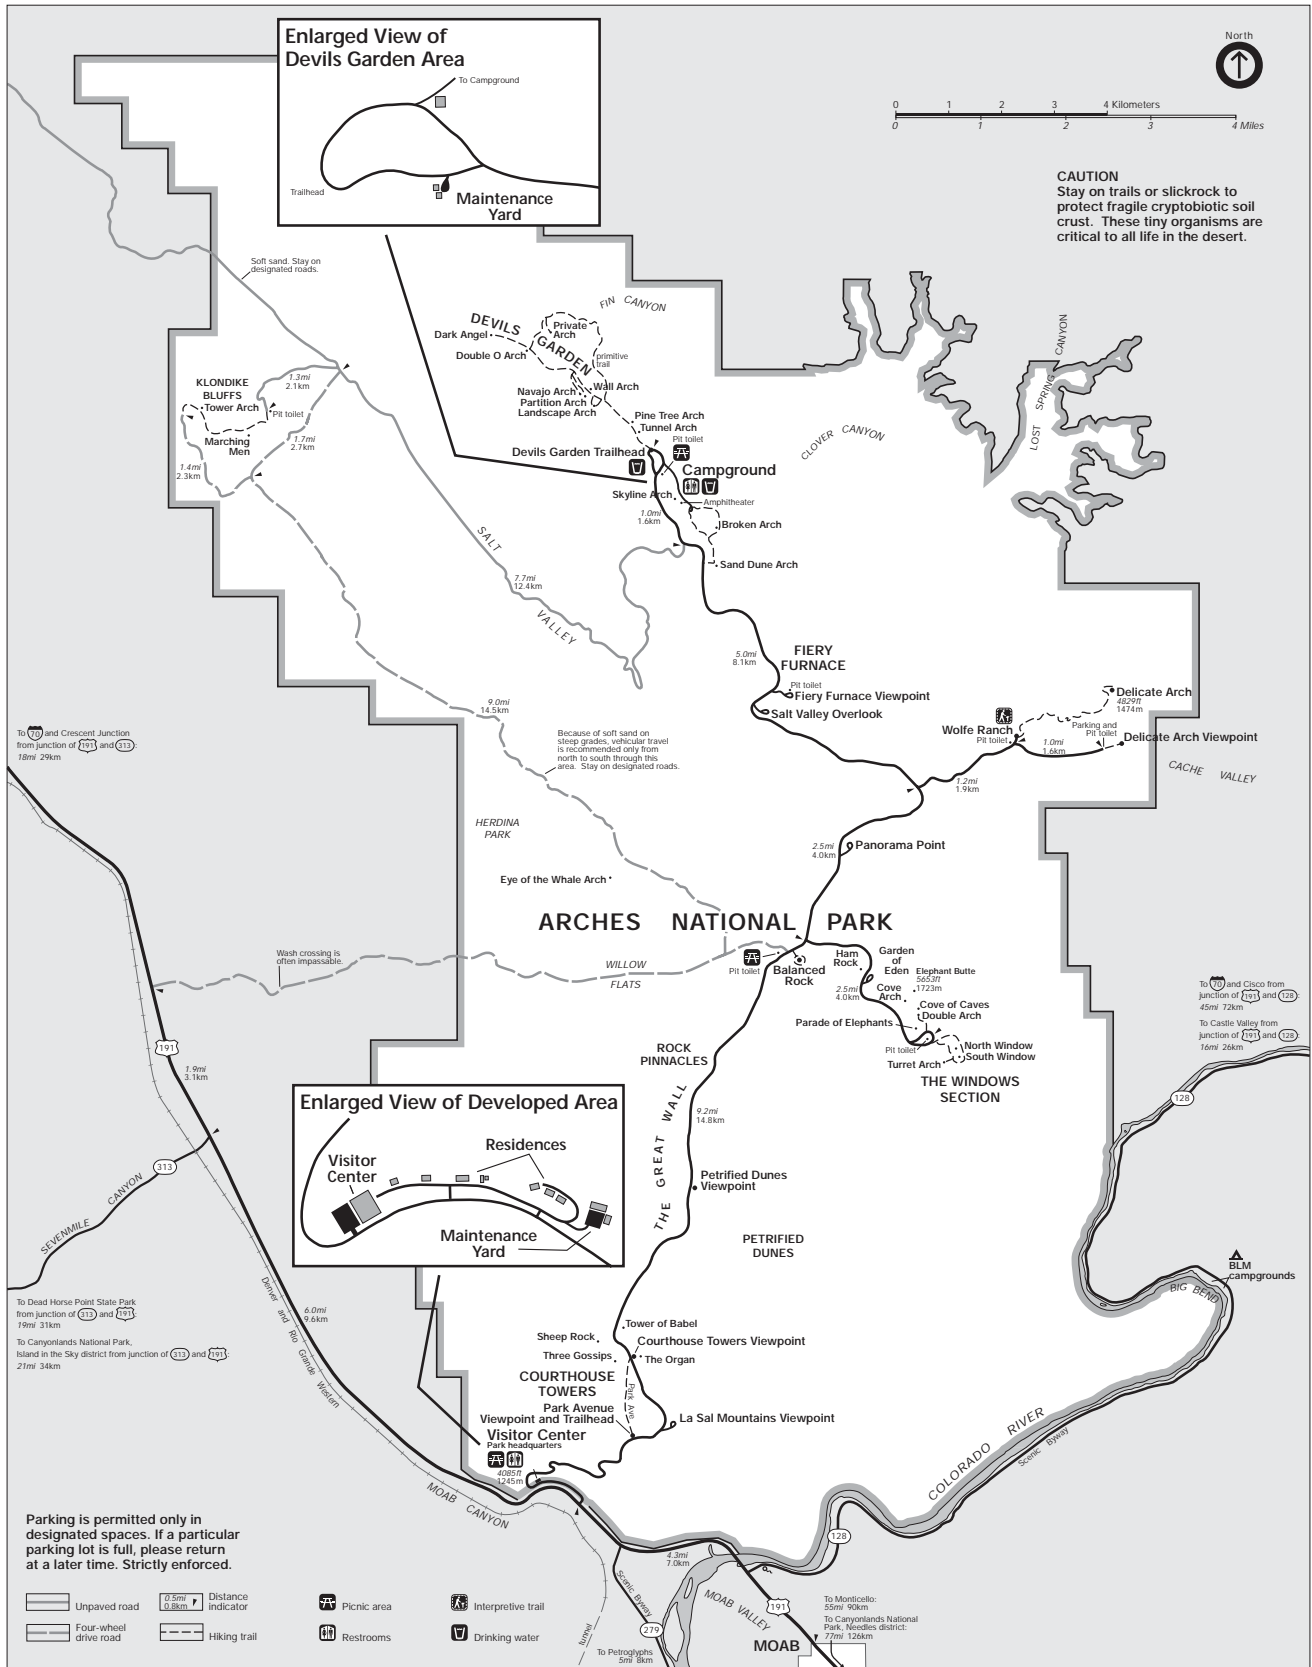 Enlarged View of
Devils Garden Area
To Campground
Trailhead
Maintenance
Yard
North
0 1 2 3 4 Kilometers
0 1 2 3 4 Miles
CAUTION
Stay on trails or slickrock to
protect fragile cryptobiotic soil
crust. These tiny organisms are
critical to all life in the desert.
Soft sand. Stay on
designated roads.
FIN CANYON
DEVILS
GARDEN
Private
Arch
Dark Angel
Double O Arch
primitive
trail
Navajo Arch
Wall Arch
Partition Arch
Landscape Arch
Pine Tree Arch
Tunnel Arch
Pit toilet
Devils Garden Trailhead
Campground
Skyline Arch
Amphitheater
1.0mi
1.6km
Broken Arch
Sand Dune Arch
CLOVER CANYON
LOST SPRING CANYON
KLONDIKE
BLUFFS
1.3mi
2.1km
Tower Arch
Pit toilet
Marching
Men
1.7mi
2.7km
1.4mi
2.3km
SALT
VALLEY
7.7mi
12.4km
5.0mi
8.1km
FIERY
FURNACE
Pit toilet
Fiery Furnace Viewpoint
Salt Valley Overlook
Delicate Arch
4829ft
1474m
Wolfe Ranch
Pit toilet
Parking and
Pit toilet
1.0mi
1.6km
Delicate Arch Viewpoint
CACHE VALLEY
1.2mi
1.9km
9.0mi
14.5km
Because of soft sand on
steep grades, vehicular travel
is recommended only from
north to south through this
area. Stay on designated roads.
To 70 and Crescent Junction
from junction of 191 and 313:
18mi 29km
HERDINA
PARK
2.5mi
4.0km
Panorama Point
Eye of the Whale Arch
ARCHES NATIONAL PARK
Wash crossing is
often impassable.
WILLOW
FLATS
Pit toilet
Balanced
Rock
Ham
Rock
Garden
of
Eden
Elephant Butte
5653ft
1723m
2.5mi
4.0km
Cove
Arch
Cove of Caves
Double Arch
Parade of Elephants
Pit toilet
North Window
South Window
Turret Arch
THE WINDOWS
SECTION
To 70 and Cisco from
junction of 191 and 128:
45mi 72km
To Castle Valley from
junction of 191 and 128:
16mi 26km
128
191
1.9mi
3.1km
ROCK
PINNACLES
THE GREAT WALL
9.2mi
14.8km
Petrified Dunes
Viewpoint
PETRIFIED
DUNES
Enlarged View of Developed Area
Residences
Visitor
Center
Maintenance
Yard
313
SEVENMILE CANYON
BLM
campgrounds
BIG BEND
To Dead Horse Point State Park
from junction of 313 and 191:
19mi 31km
To Canyonlands National Park,
Island in the Sky district from junction of 313 and 191:
21mi 34km
Denver and Rio Grande Western
6.0mi
9.6km
Tower of Babel
Sheep Rock
Courthouse Towers Viewpoint
Three Gossips
The Organ
COURTHOUSE
TOWERS
Park Ave.
Park Avenue
Viewpoint and Trailhead
La Sal Mountains Viewpoint
Visitor Center
Park headquarters
4085ft
1245m
MOAB CANYON
COLORADO RIVER
Scenic Byway
128
Parking is permitted only in
designated spaces. If a particular
parking lot is full, please return
at a later time. Strictly enforced.
4.3mi
7.0km
Scenic Byway
MOAB VALLEY
191
279
tunnel
To Petroglyphs
5mi 8km
MOAB
To Monticello:
55mi 90km
To Canyonlands National
Park, Needles district:
77mi 126km
Unpaved road
0.5mi
0.8km
Distance
indicator
Picnic area
Interpretive trail
Four-wheel
drive road
Hiking trail
Restrooms
Drinking water